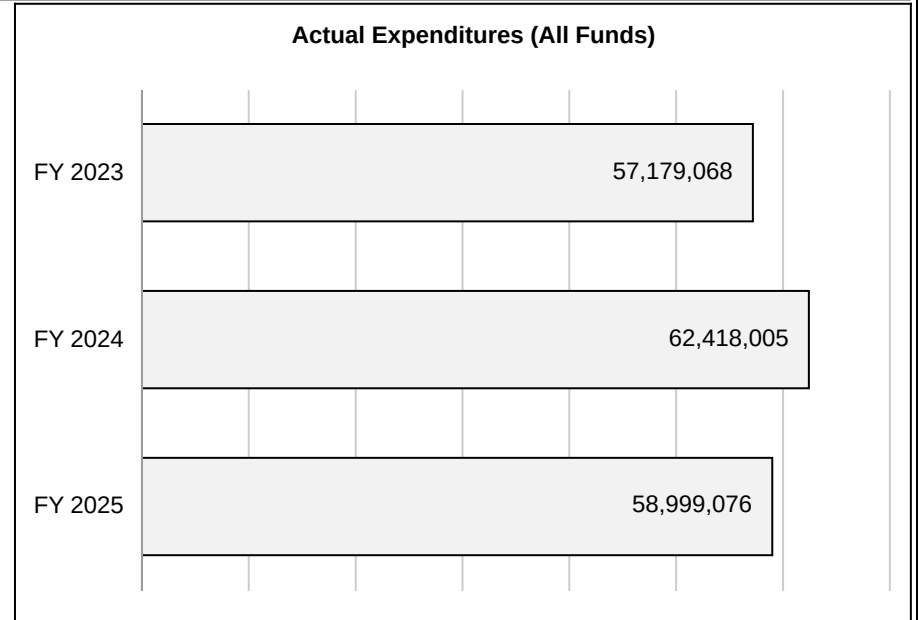 Actual Expenditures (All Funds)
FY 2023 57,179,068
FY 2024 62,418,005
FY 2025 58,999,076